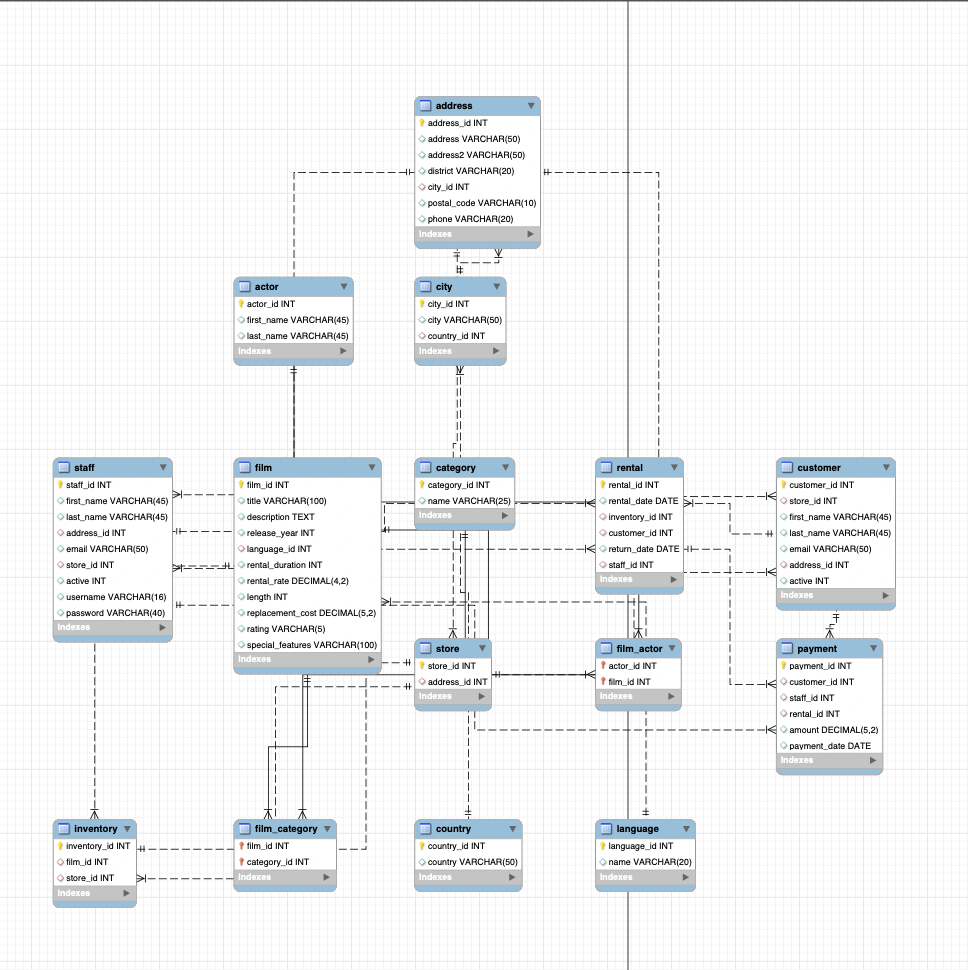 address
address_id INT
address VARCHAR(50)
address2 VARCHAR(50)
district VARCHAR(20)
city_id INT
postal_code VARCHAR(10)
phone VARCHAR(20)
Indexes
actor
actor_id INT
first_name VARCHAR(45)
last_name VARCHAR(45)
Indexes
city
city_id INT
city VARCHAR(50)
country_id INT
Indexes
staff
staff_id INT
first_name VARCHAR(45)
last_name VARCHAR(45)
address_id INT
email VARCHAR(50)
store_id INT
active INT
username VARCHAR(16)
password VARCHAR(40)
Indexes
film
film_id INT
title VARCHAR(100)
description TEXT
release_year INT
language_id INT
rental_duration INT
rental_rate DECIMAL(4,2)
length INT
replacement_cost DECIMAL(5,2)
rating VARCHAR(5)
special_features VARCHAR(100)
Indexes
category
category_id INT
name VARCHAR(25)
Indexes
rental
rental_id INT
rental_date DATE
inventory_id INT
customer_id INT
return_date DATE
staff_id INT
Indexes
customer
customer_id INT
store_id INT
first_name VARCHAR(45)
last_name VARCHAR(45)
email VARCHAR(50)
address_id INT
active INT
Indexes
store
store_id INT
address_id INT
Indexes
film_actor
actor_id INT
film_id INT
Indexes
payment
payment_id INT
customer_id INT
staff_id INT
rental_id INT
amount DECIMAL(5,2)
payment_date DATE
Indexes
inventory
inventory_id INT
film_id INT
store_id INT
Indexes
film_category
film_id INT
category_id INT
Indexes
country
country_id INT
country VARCHAR(50)
Indexes
language
language_id INT
name VARCHAR(20)
Indexes